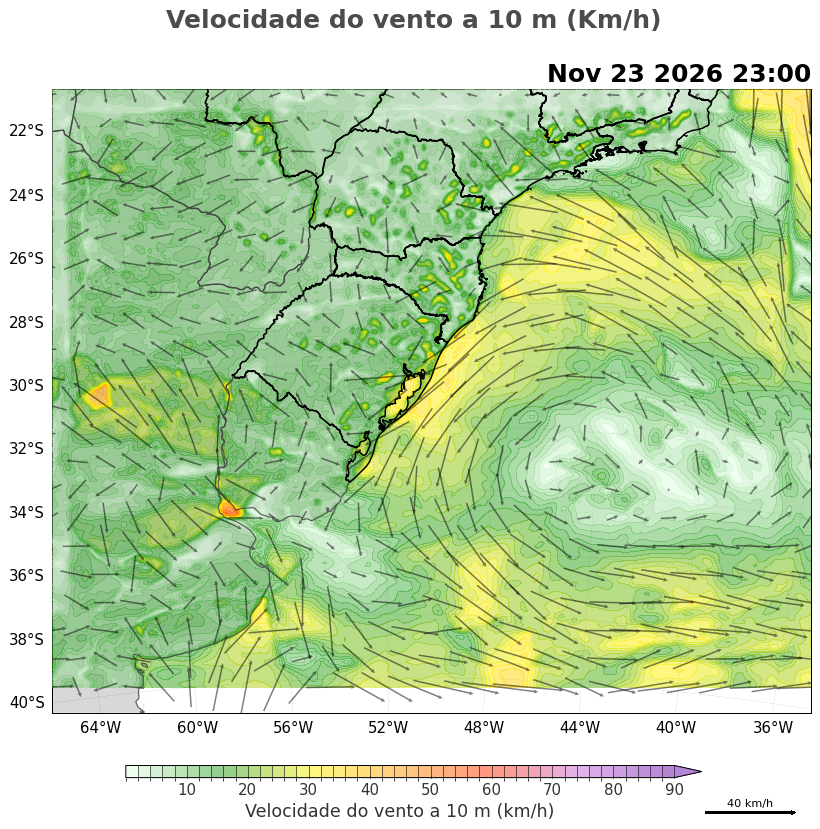 Velocidade do vento a 10 m (Km/h)
Nov 23 2026 23:00
22°S
24°S
26°S
28°S
30°S
32°S
34°S
36°S
38°S
40°S
64°W 60°W 56°W 52°W 48°W 44°W 40°W 36°W
10 20 30 40 50 60 70 80 90
Velocidade do vento a 10 m (km/h)
40 km/h